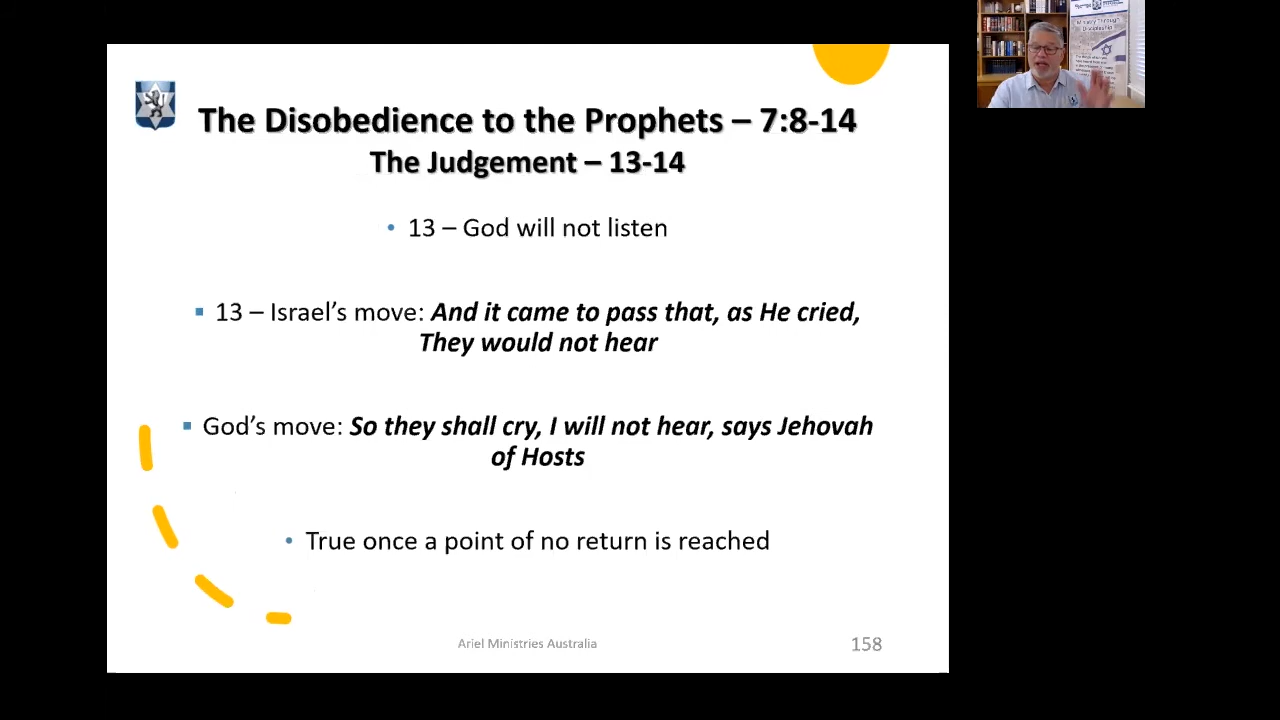 The Disobedience to the Prophets – 7:8-14
The Judgement – 13-14
• 13 – God will not listen
▪ 13 – Israel's move: And it came to pass that, as He cried,
They would not hear
▪ God's move: So they shall cry, I will not hear, says Jehovah
of Hosts
• True once a point of no return is reached
Ariel Ministries Australia
158
Ministry Through
Discipleship